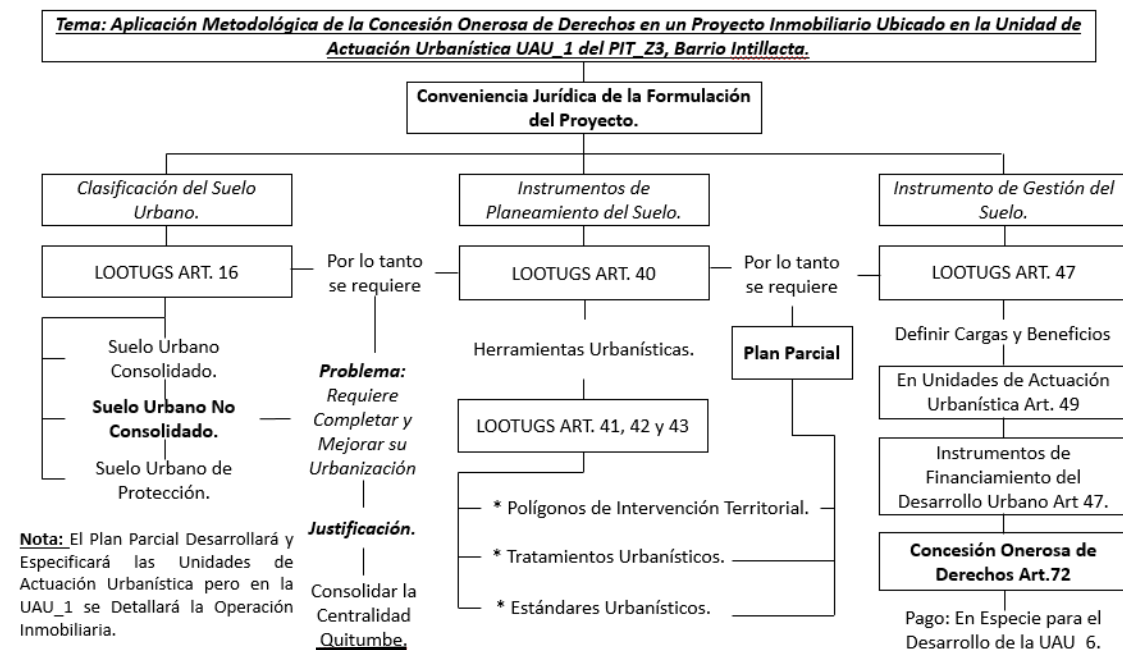 Tema: Aplicación Metodológica de la Concesión Onerosa de Derechos en un Proyecto Inmobiliario Ubicado en la Unidad de
Actuación Urbanística UAU_1 del PIT_Z3, Barrio Intillacta.
Conveniencia Jurídica de la Formulación
del Proyecto.
Clasificación del Suelo
Urbano.
Instrumentos de
Planeamiento del Suelo.
Instrumento de Gestión del
Suelo.
LOOTUGS ART. 16
Por lo tanto
se requiere
LOOTUGS ART. 40
Por lo tanto
se requiere
LOOTUGS ART. 47
Suelo Urbano
Consolidado.
Suelo Urbano No
Consolidado.
Suelo Urbano de
Protección.
Problema:
Requiere
Completar y
Mejorar su
Urbanización
Justificación.
Consolidar la
Centralidad
Quitumbe.
Herramientas Urbanísticas.
LOOTUGS ART. 41, 42 y 43
* Polígonos de Intervención Territorial.
* Tratamientos Urbanísticos.
* Estándares Urbanísticos.
Plan Parcial
Definir Cargas y Beneficios
En Unidades de Actuación
Urbanística Art. 49
Instrumentos de
Financiamiento del
Desarrollo Urbano Art 47.
Concesión Onerosa de
Derechos Art.72
Pago: En Especie para el
Desarrollo de la UAU_6.
Nota: El Plan Parcial Desarrollará y
Especificará las Unidades de
Actuación Urbanística pero en la
UAU_1 se Detallará la Operación
Inmobiliaria.